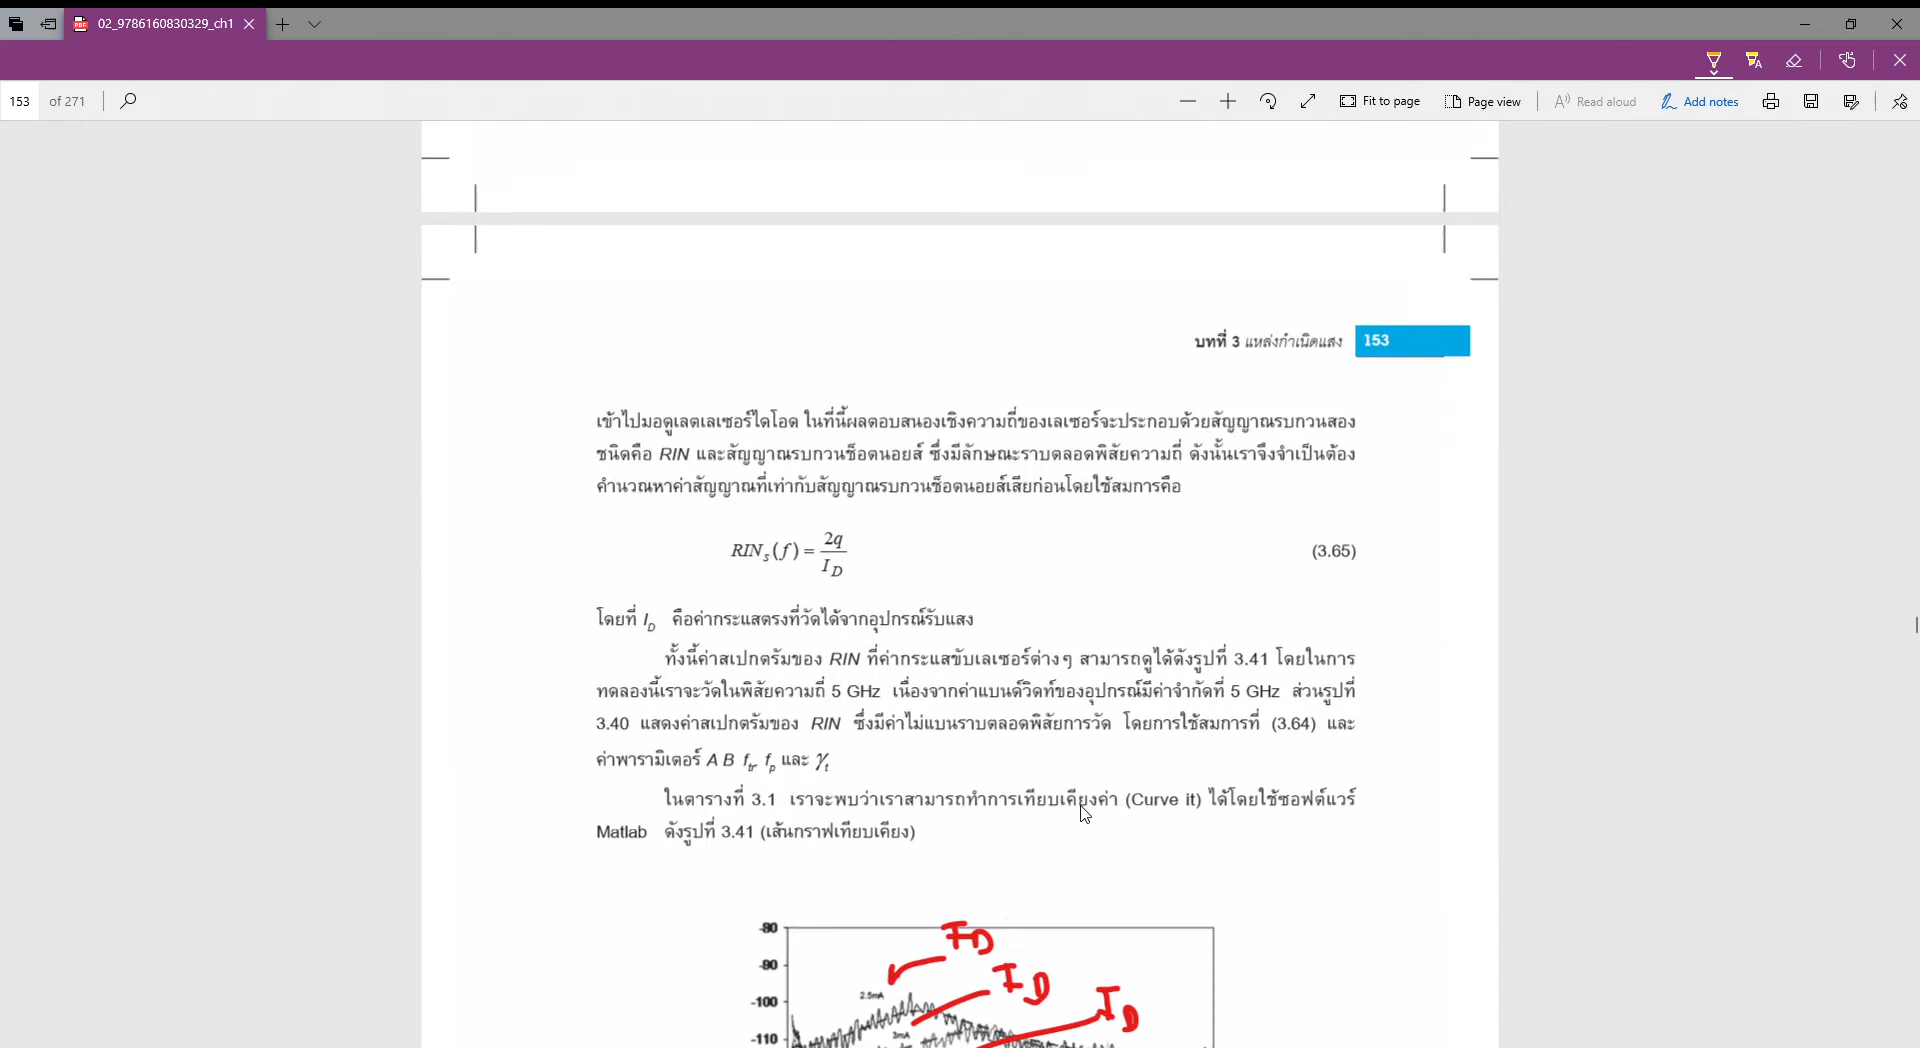 02_9786160830329_ch1
153 of 271
Fit to page
Page view
Read aloud
Add notes
บทที่ 3 แหล่งกำเนิดแสง 153
เข้าไปมอดูเลตเลเซอร์ไดโอด ในที่นี้ผลตอบสนองเชิงความถี่ของเลเซอร์จะประกอบด้วยสัญญาณรบกวนสอง
ชนิดคือ RIN และสัญญาณรบกวนช็อตนอยส์ ซึ่งมีลักษณะราบตลอดพิสัยความถี่ ดังนั้นเราจึงจำเป็นต้อง
คำนวณหาค่าสัญญาณที่เท่ากับสัญญาณรบกวนช็อตนอยส์เสียก่อนโดยใช้สมการคือ
RIN_s(f) = 2q / I_D (3.65)
โดยที่ I_D คือค่ากระแสตรงที่วัดได้จากอุปกรณ์รับแสง
ทั้งนี้ค่าสเปกตรัมของ RIN ที่ค่ากระแสขับเลเซอร์ต่างๆ สามารถดูได้ดังรูปที่ 3.41 โดยในการ
ทดลองนี้เราจะวัดในพิสัยความถี่ 5 GHz เนื่องจากค่าแบนด์วิดท์ของอุปกรณ์มีค่าจำกัดที่ 5 GHz ส่วนรูปที่
3.40 แสดงค่าสเปกตรัมของ RIN ซึ่งมีค่าไม่แบนราบตลอดพิสัยการวัด โดยการใช้สมการที่ (3.64) และ
ค่าพารามิเตอร์ A B f_tr f_p และ γ_t
ในตารางที่ 3.1 เราจะพบว่าเราสามารถทำการเทียบเคียงค่า (Curve it) ได้โดยใช้ซอฟต์แวร์
Matlab ดังรูปที่ 3.41 (เส้นกราฟเทียบเคียง)
-80
I_D
-90
I_D
2.5mA
-100
I_D
3mA
-110